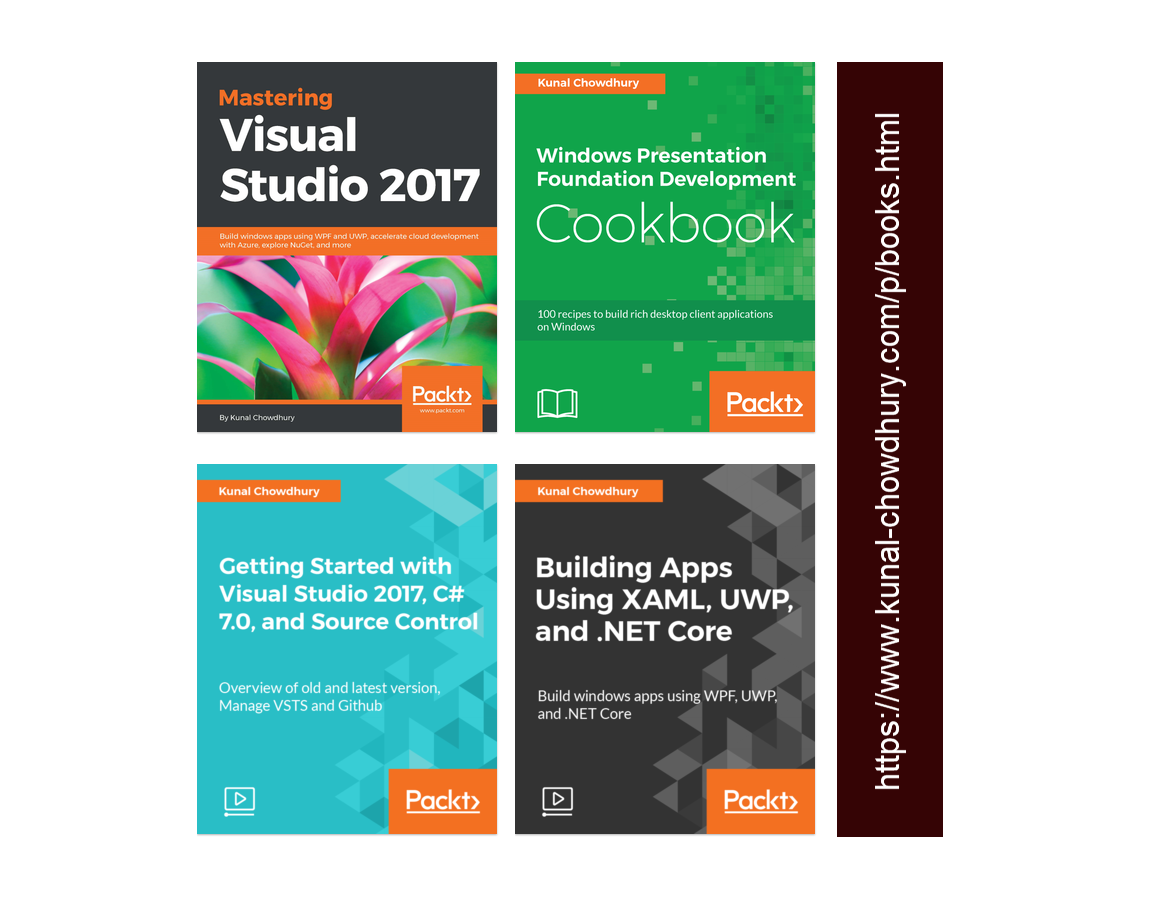 Mastering
Visual
Studio 2017
Build windows apps using WPF and UWP, accelerate cloud development
with Azure, explore NuGet, and more
Packt>
www.packt.com
By Kunal Chowdhury
Kunal Chowdhury
Windows Presentation
Foundation Development
Cookbook
100 recipes to build rich desktop client applications
on Windows
Packt>
Kunal Chowdhury
Getting Started with
Visual Studio 2017, C#
7.0, and Source Control
Overview of old and latest version,
Manage VSTS and Github
Packt>
Kunal Chowdhury
Building Apps
Using XAML, UWP,
and .NET Core
Build windows apps using WPF, UWP,
and .NET Core
Packt>
https://www.kunal-chowdhury.com/p/books.html